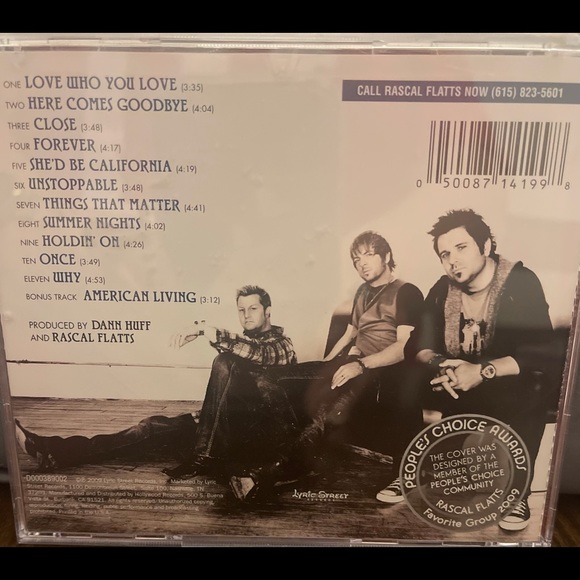 ONE LOVE WHO YOU LOVE (3:35)
TWO HERE COMES GOODBYE (4:04)
THREE CLOSE (3:48)
FOUR FOREVER (4:17)
FIVE SHE'D BE CALIFORNIA (4:19)
SIX UNSTOPPABLE (3:48)
SEVEN THINGS THAT MATTER (4:41)
EIGHT SUMMER NIGHTS (4:02)
NINE HOLDIN' ON (4:26)
TEN ONCE (3:49)
ELEVEN WHY (4:53)
BONUS TRACK AMERICAN LIVING (3:12)
PRODUCED BY DANN HUFF
AND RASCAL FLATTS
CALL RASCAL FLATTS NOW (615) 823-5601
0 50087 14199 8
D000389002
Lyric Street
PEOPLE'S CHOICE AWARDS
THE COVER WAS
DESIGNED BY A
MEMBER OF THE
PEOPLE'S CHOICE
COMMUNITY
RASCAL FLATTS
Favorite Group 2009